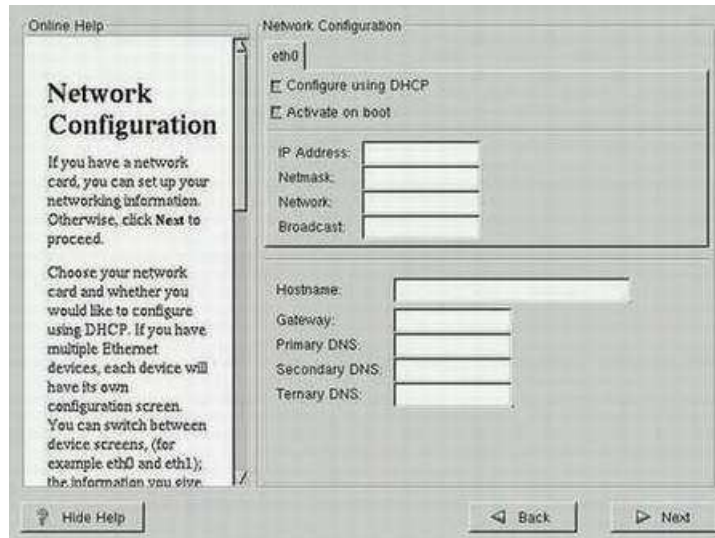 Online Help
Network
Configuration
If you have a network
card, you can set up your
networking information.
Otherwise, click Next to
proceed.
Choose your network
card and whether you
would like to configure
using DHCP. If you have
multiple Ethernet
devices, each device will
have its own
configuration screen.
You can switch between
device screens, (for
example eth0 and eth1);
the information you give
Network Configuration
eth0
Configure using DHCP
Activate on boot
IP Address:
Netmask:
Network:
Broadcast:
Hostname:
Gateway:
Primary DNS:
Secondary DNS:
Ternary DNS:
Hide Help
Back
Next